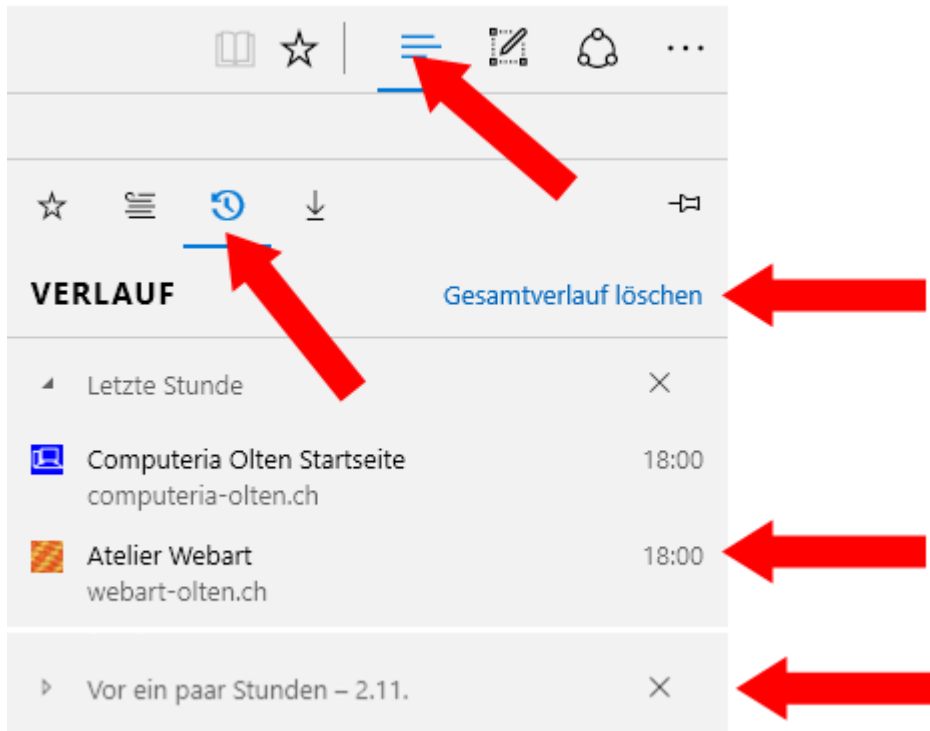 VERLAUF Gesamtverlauf löschen
Letzte Stunde
Computeria Olten Startseite 18:00
computeria-olten.ch
Atelier Webart 18:00
webart-olten.ch
Vor ein paar Stunden – 2.11.